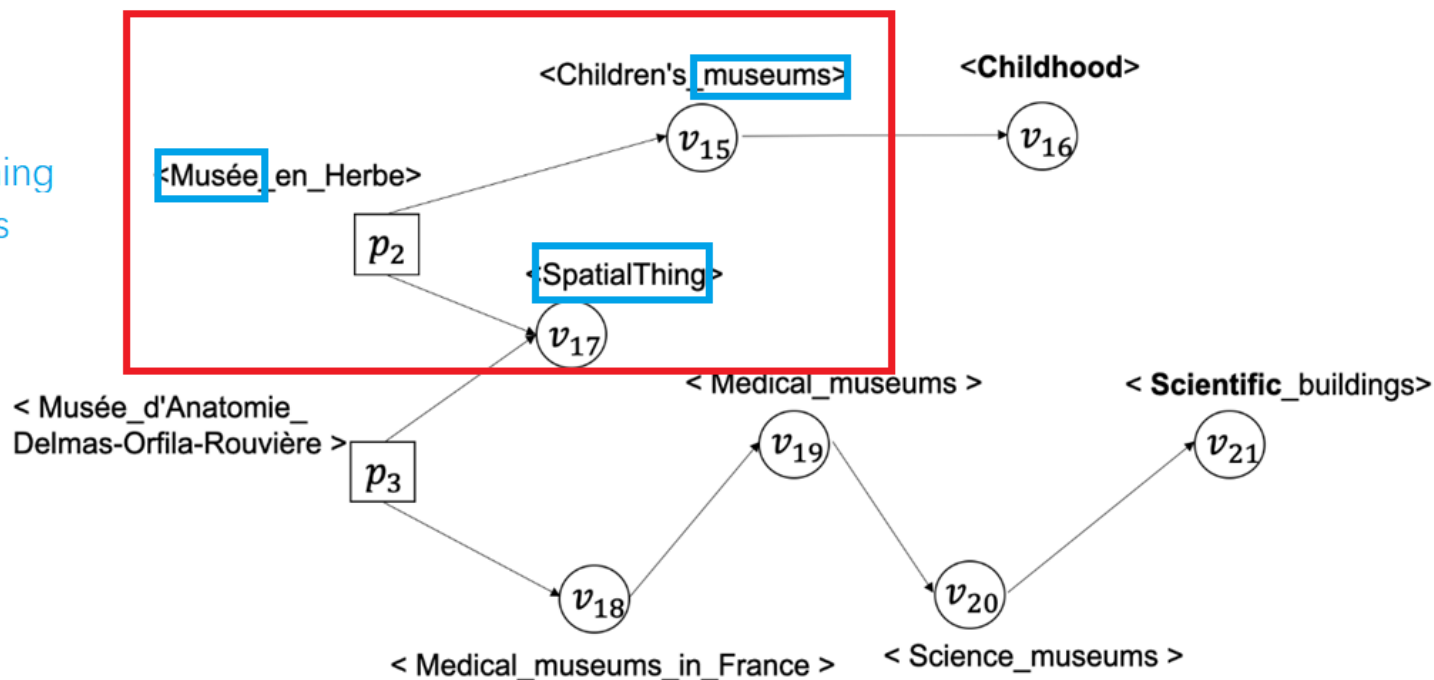 <Children's_museums>
<Childhood>
v15
v16
ing
<Musée_en_Herbe>
s
p2
<SpatialThing>
v17
< Medical_museums >
< Scientific_buildings>
< Musée_d'Anatomie_
Delmas-Orfila-Rouvière >
v19
v21
p3
v18
v20
< Medical_museums_in_France >
< Science_museums >